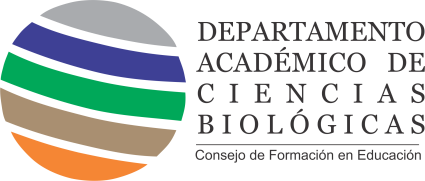 DEPARTAMENTO
ACADÉMICO DE
CIENCIAS
BIOLÓGICAS
Consejo de Formación en Educación